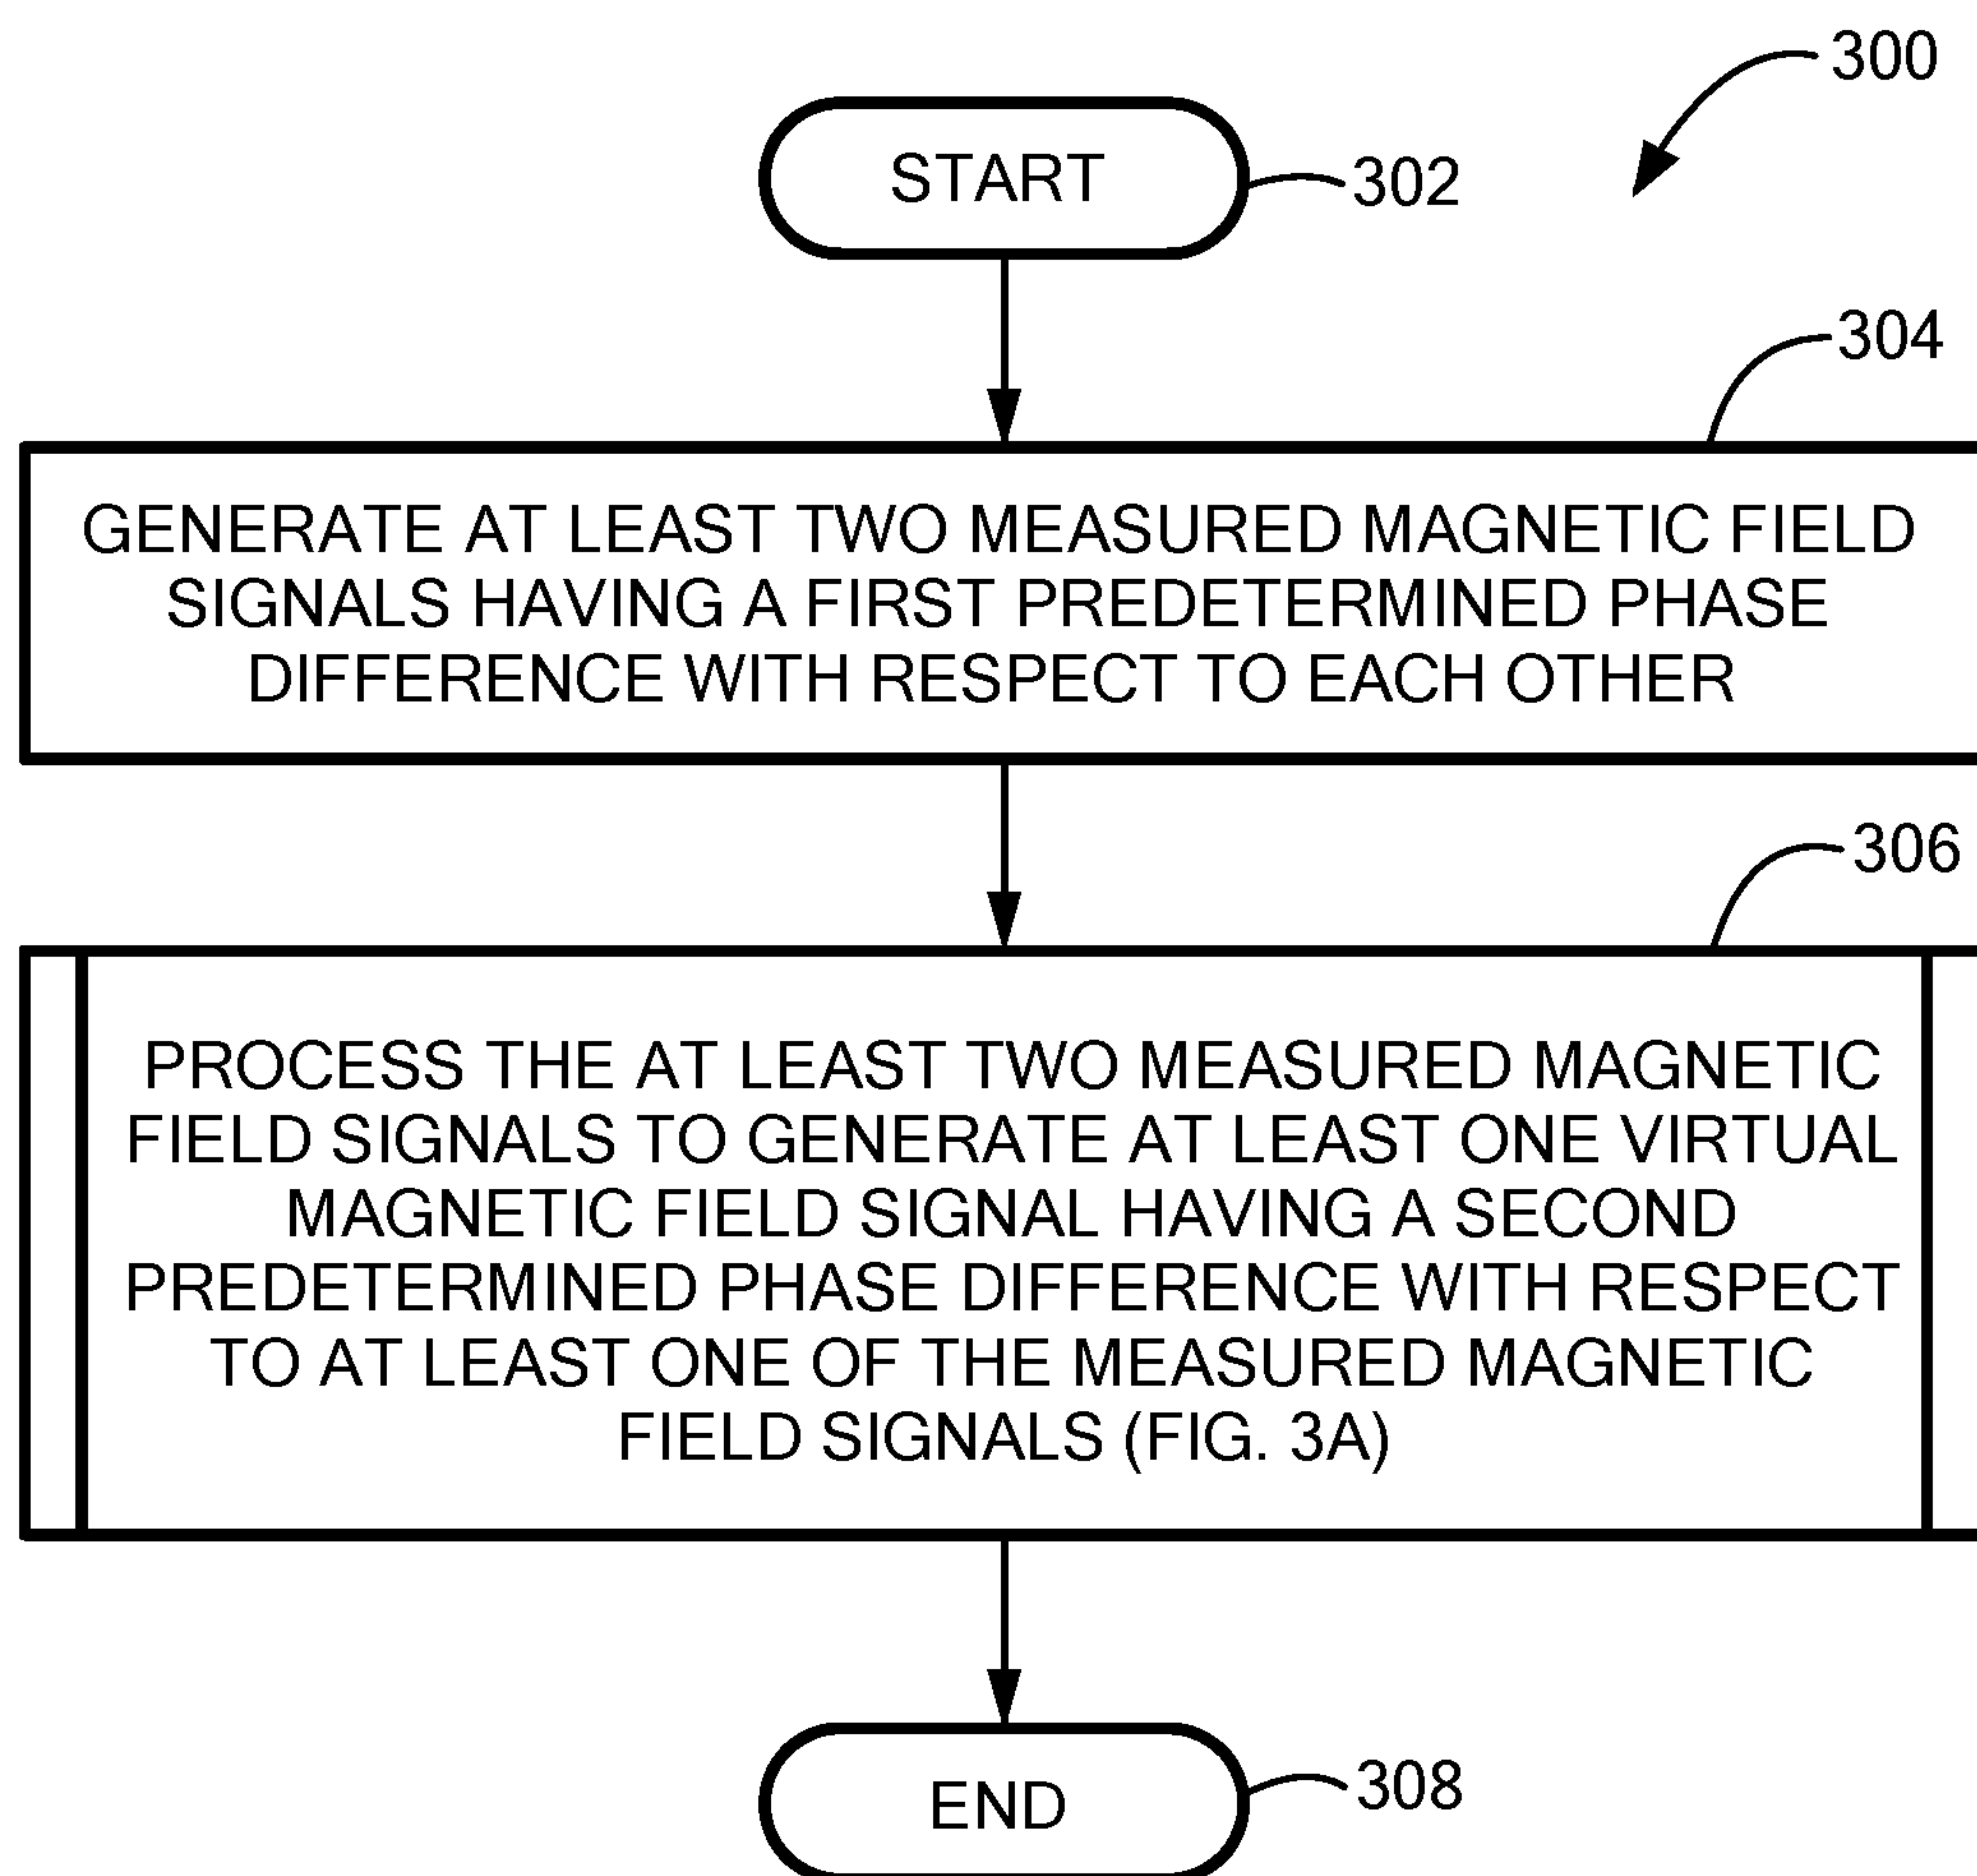 300
START
302
304
GENERATE AT LEAST TWO MEASURED MAGNETIC FIELD
SIGNALS HAVING A FIRST PREDETERMINED PHASE
DIFFERENCE WITH RESPECT TO EACH OTHER
306
PROCESS THE AT LEAST TWO MEASURED MAGNETIC
FIELD SIGNALS TO GENERATE AT LEAST ONE VIRTUAL
MAGNETIC FIELD SIGNAL HAVING A SECOND
PREDETERMINED PHASE DIFFERENCE WITH RESPECT
TO AT LEAST ONE OF THE MEASURED MAGNETIC
FIELD SIGNALS (FIG. 3A)
END
308